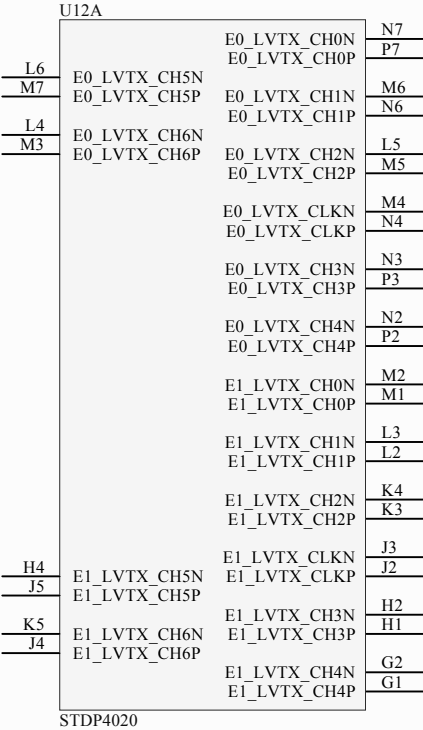 U12A
E0_LVTX_CH0N N7
E0_LVTX_CH0P P7
L6 E0_LVTX_CH5N
M7 E0_LVTX_CH5P
E0_LVTX_CH1N M6
E0_LVTX_CH1P N6
L4 E0_LVTX_CH6N
M3 E0_LVTX_CH6P
E0_LVTX_CH2N L5
E0_LVTX_CH2P M5
E0_LVTX_CLKN M4
E0_LVTX_CLKP N4
E0_LVTX_CH3N N3
E0_LVTX_CH3P P3
E0_LVTX_CH4N N2
E0_LVTX_CH4P P2
E1_LVTX_CH0N M2
E1_LVTX_CH0P M1
E1_LVTX_CH1N L3
E1_LVTX_CH1P L2
E1_LVTX_CH2N K4
E1_LVTX_CH2P K3
E1_LVTX_CLKN J3
H4 E1_LVTX_CH5N E1_LVTX_CLKP J2
J5 E1_LVTX_CH5P
E1_LVTX_CH3N H2
K5 E1_LVTX_CH6N E1_LVTX_CH3P H1
J4 E1_LVTX_CH6P
E1_LVTX_CH4N G2
E1_LVTX_CH4P G1
STDP4020